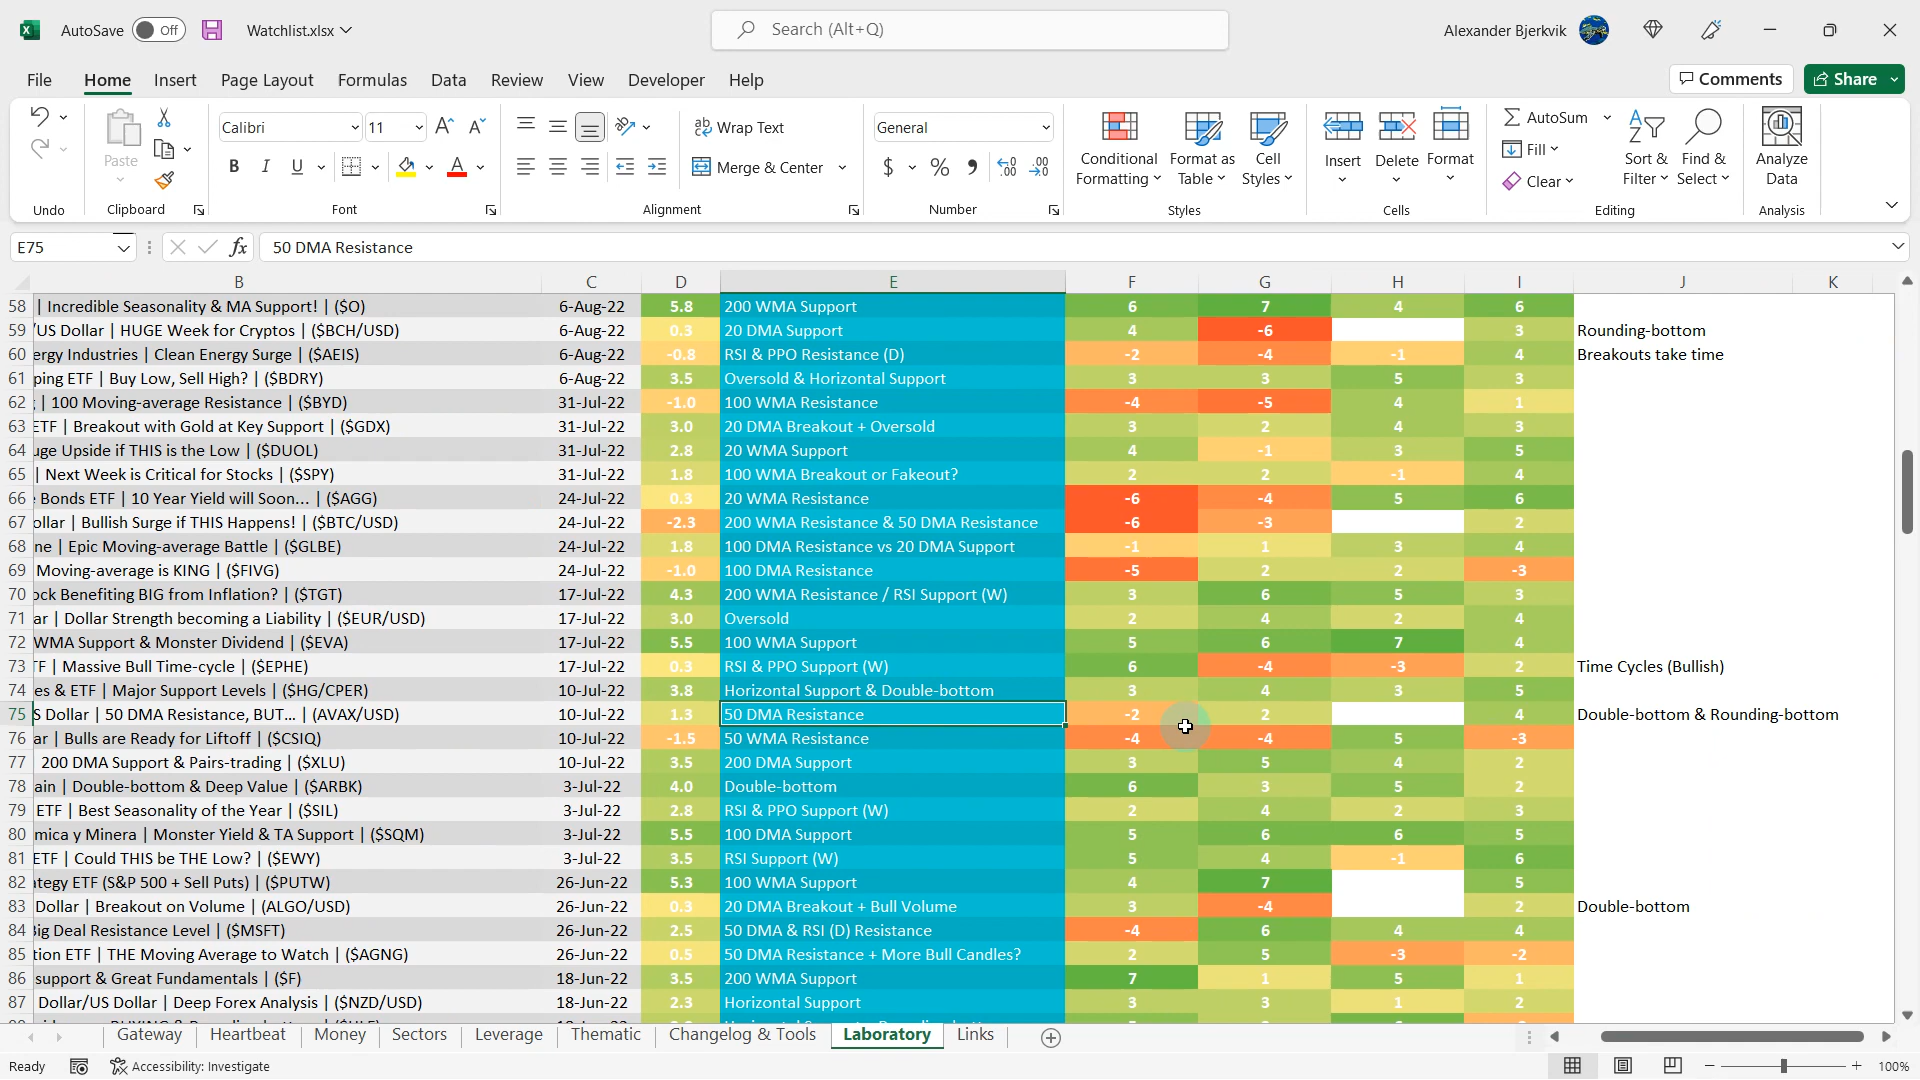 AutoSave Off Watchlist.xlsx Search (Alt+Q) Alexander Bjerkvik
File Home Insert Page Layout Formulas Data Review View Developer Help Comments Share
Calibri 11 Wrap Text General AutoSum
Paste B I U Merge & Center $ % Conditional Formatting Format as Table Cell Styles Insert Delete Format Fill Clear Sort & Filter Find & Select Analyze Data
Undo Clipboard Font Alignment Number Styles Cells Editing Analysis
E75 fx 50 DMA Resistance
B C D E F G H I J K
58 | Incredible Seasonality & MA Support! | ($O) 6-Aug-22 5.8 200 WMA Support 6 7 4 6
59 /US Dollar | HUGE Week for Cryptos | ($BCH/USD) 6-Aug-22 0.3 20 DMA Support 4 -6 3 Rounding-bottom
60 ergy Industries | Clean Energy Surge | ($AEIS) 6-Aug-22 -0.8 RSI & PPO Resistance (D) -2 -4 -1 4 Breakouts take time
61 ping ETF | Buy Low, Sell High? | ($BDRY) 6-Aug-22 3.5 Oversold & Horizontal Support 3 3 5 3
62 | 100 Moving-average Resistance | ($BYD) 31-Jul-22 -1.0 100 WMA Resistance -4 -5 4 1
63 ETF | Breakout with Gold at Key Support | ($GDX) 31-Jul-22 3.0 20 DMA Breakout + Oversold 3 2 4 3
64 uge Upside if THIS is the Low | ($DUOL) 31-Jul-22 2.8 20 WMA Support 4 -1 3 5
65 | Next Week is Critical for Stocks | ($SPY) 31-Jul-22 1.8 100 WMA Breakout or Fakeout? 2 2 -1 4
66 Bonds ETF | 10 Year Yield will Soon... | ($AGG) 24-Jul-22 0.3 20 WMA Resistance -6 -4 5 6
67 ollar | Bullish Surge if THIS Happens! | ($BTC/USD) 24-Jul-22 -2.3 200 WMA Resistance & 50 DMA Resistance -6 -3 2
68 ne | Epic Moving-average Battle | ($GLBE) 24-Jul-22 1.8 100 DMA Resistance vs 20 DMA Support -1 1 3 4
69 Moving-average is KING | ($FIVG) 24-Jul-22 -1.0 100 DMA Resistance -5 2 2 -3
70 ock Benefiting BIG from Inflation? | ($TGT) 17-Jul-22 4.3 200 WMA Resistance / RSI Support (W) 3 6 5 3
71 ar | Dollar Strength becoming a Liability | ($EUR/USD) 17-Jul-22 3.0 Oversold 2 4 2 4
72 WMA Support & Monster Dividend | ($EVA) 17-Jul-22 5.5 100 WMA Support 5 6 7 4
73 TF | Massive Bull Time-cycle | ($EPHE) 17-Jul-22 0.3 RSI & PPO Support (W) 6 -4 -3 2 Time Cycles (Bullish)
74 es & ETF | Major Support Levels | ($HG/CPER) 10-Jul-22 3.8 Horizontal Support & Double-bottom 3 4 3 5
75 S Dollar | 50 DMA Resistance, BUT... | (AVAX/USD) 10-Jul-22 1.3 50 DMA Resistance -2 2 4 Double-bottom & Rounding-bottom
76 ar | Bulls are Ready for Liftoff | ($CSIQ) 10-Jul-22 -1.5 50 WMA Resistance -4 -4 5 -3
77 200 DMA Support & Pairs-trading | ($XLU) 10-Jul-22 3.5 200 DMA Support 3 5 4 2
78 ain | Double-bottom & Deep Value | ($ARBK) 3-Jul-22 4.0 Double-bottom 6 3 5 2
79 ETF | Best Seasonality of the Year | ($SIL) 3-Jul-22 2.8 RSI & PPO Support (W) 2 4 2 3
80 mica y Minera | Monster Yield & TA Support | ($SQM) 3-Jul-22 5.5 100 DMA Support 5 6 6 5
81 ETF | Could THIS be THE Low? | ($EWY) 3-Jul-22 3.5 RSI Support (W) 5 4 -1 6
82 ategy ETF (S&P 500 + Sell Puts) | ($PUTW) 26-Jun-22 5.3 100 WMA Support 4 7 5
83 Dollar | Breakout on Volume | (ALGO/USD) 26-Jun-22 0.3 20 DMA Breakout + Bull Volume 3 -4 2 Double-bottom
84 Big Deal Resistance Level | ($MSFT) 26-Jun-22 2.5 50 DMA & RSI (D) Resistance -4 6 4 4
85 tion ETF | THE Moving Average to Watch | ($AGNG) 26-Jun-22 0.5 50 DMA Resistance + More Bull Candles? 2 5 -3 -2
86 support & Great Fundamentals | ($F) 18-Jun-22 3.5 200 WMA Support 7 1 5 1
87 Dollar/US Dollar | Deep Forex Analysis | ($NZD/USD) 18-Jun-22 2.3 Horizontal Support 3 3 1 2
Gateway Heartbeat Money Sectors Leverage Thematic Changelog & Tools Laboratory Links
Ready Accessibility: Investigate 100%